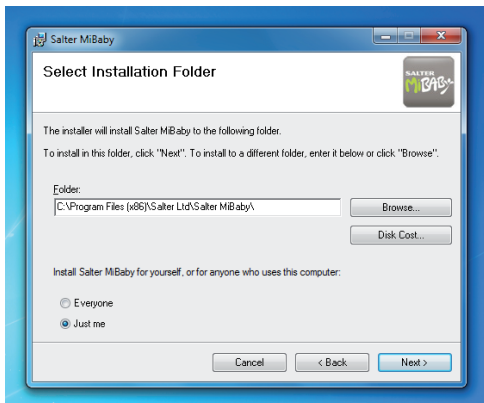 Salter MiBaby
Select Installation Folder
SALTER
MiBABY
The installer will install Salter MiBaby to the following folder.
To install in this folder, click "Next". To install to a different folder, enter it below or click "Browse".
Folder:
C:\Program Files (x86)\Salter Ltd\Salter MiBaby\
Browse...
Disk Cost...
Install Salter MiBaby for yourself, or for anyone who uses this computer:
Everyone
Just me
Cancel
< Back
Next >